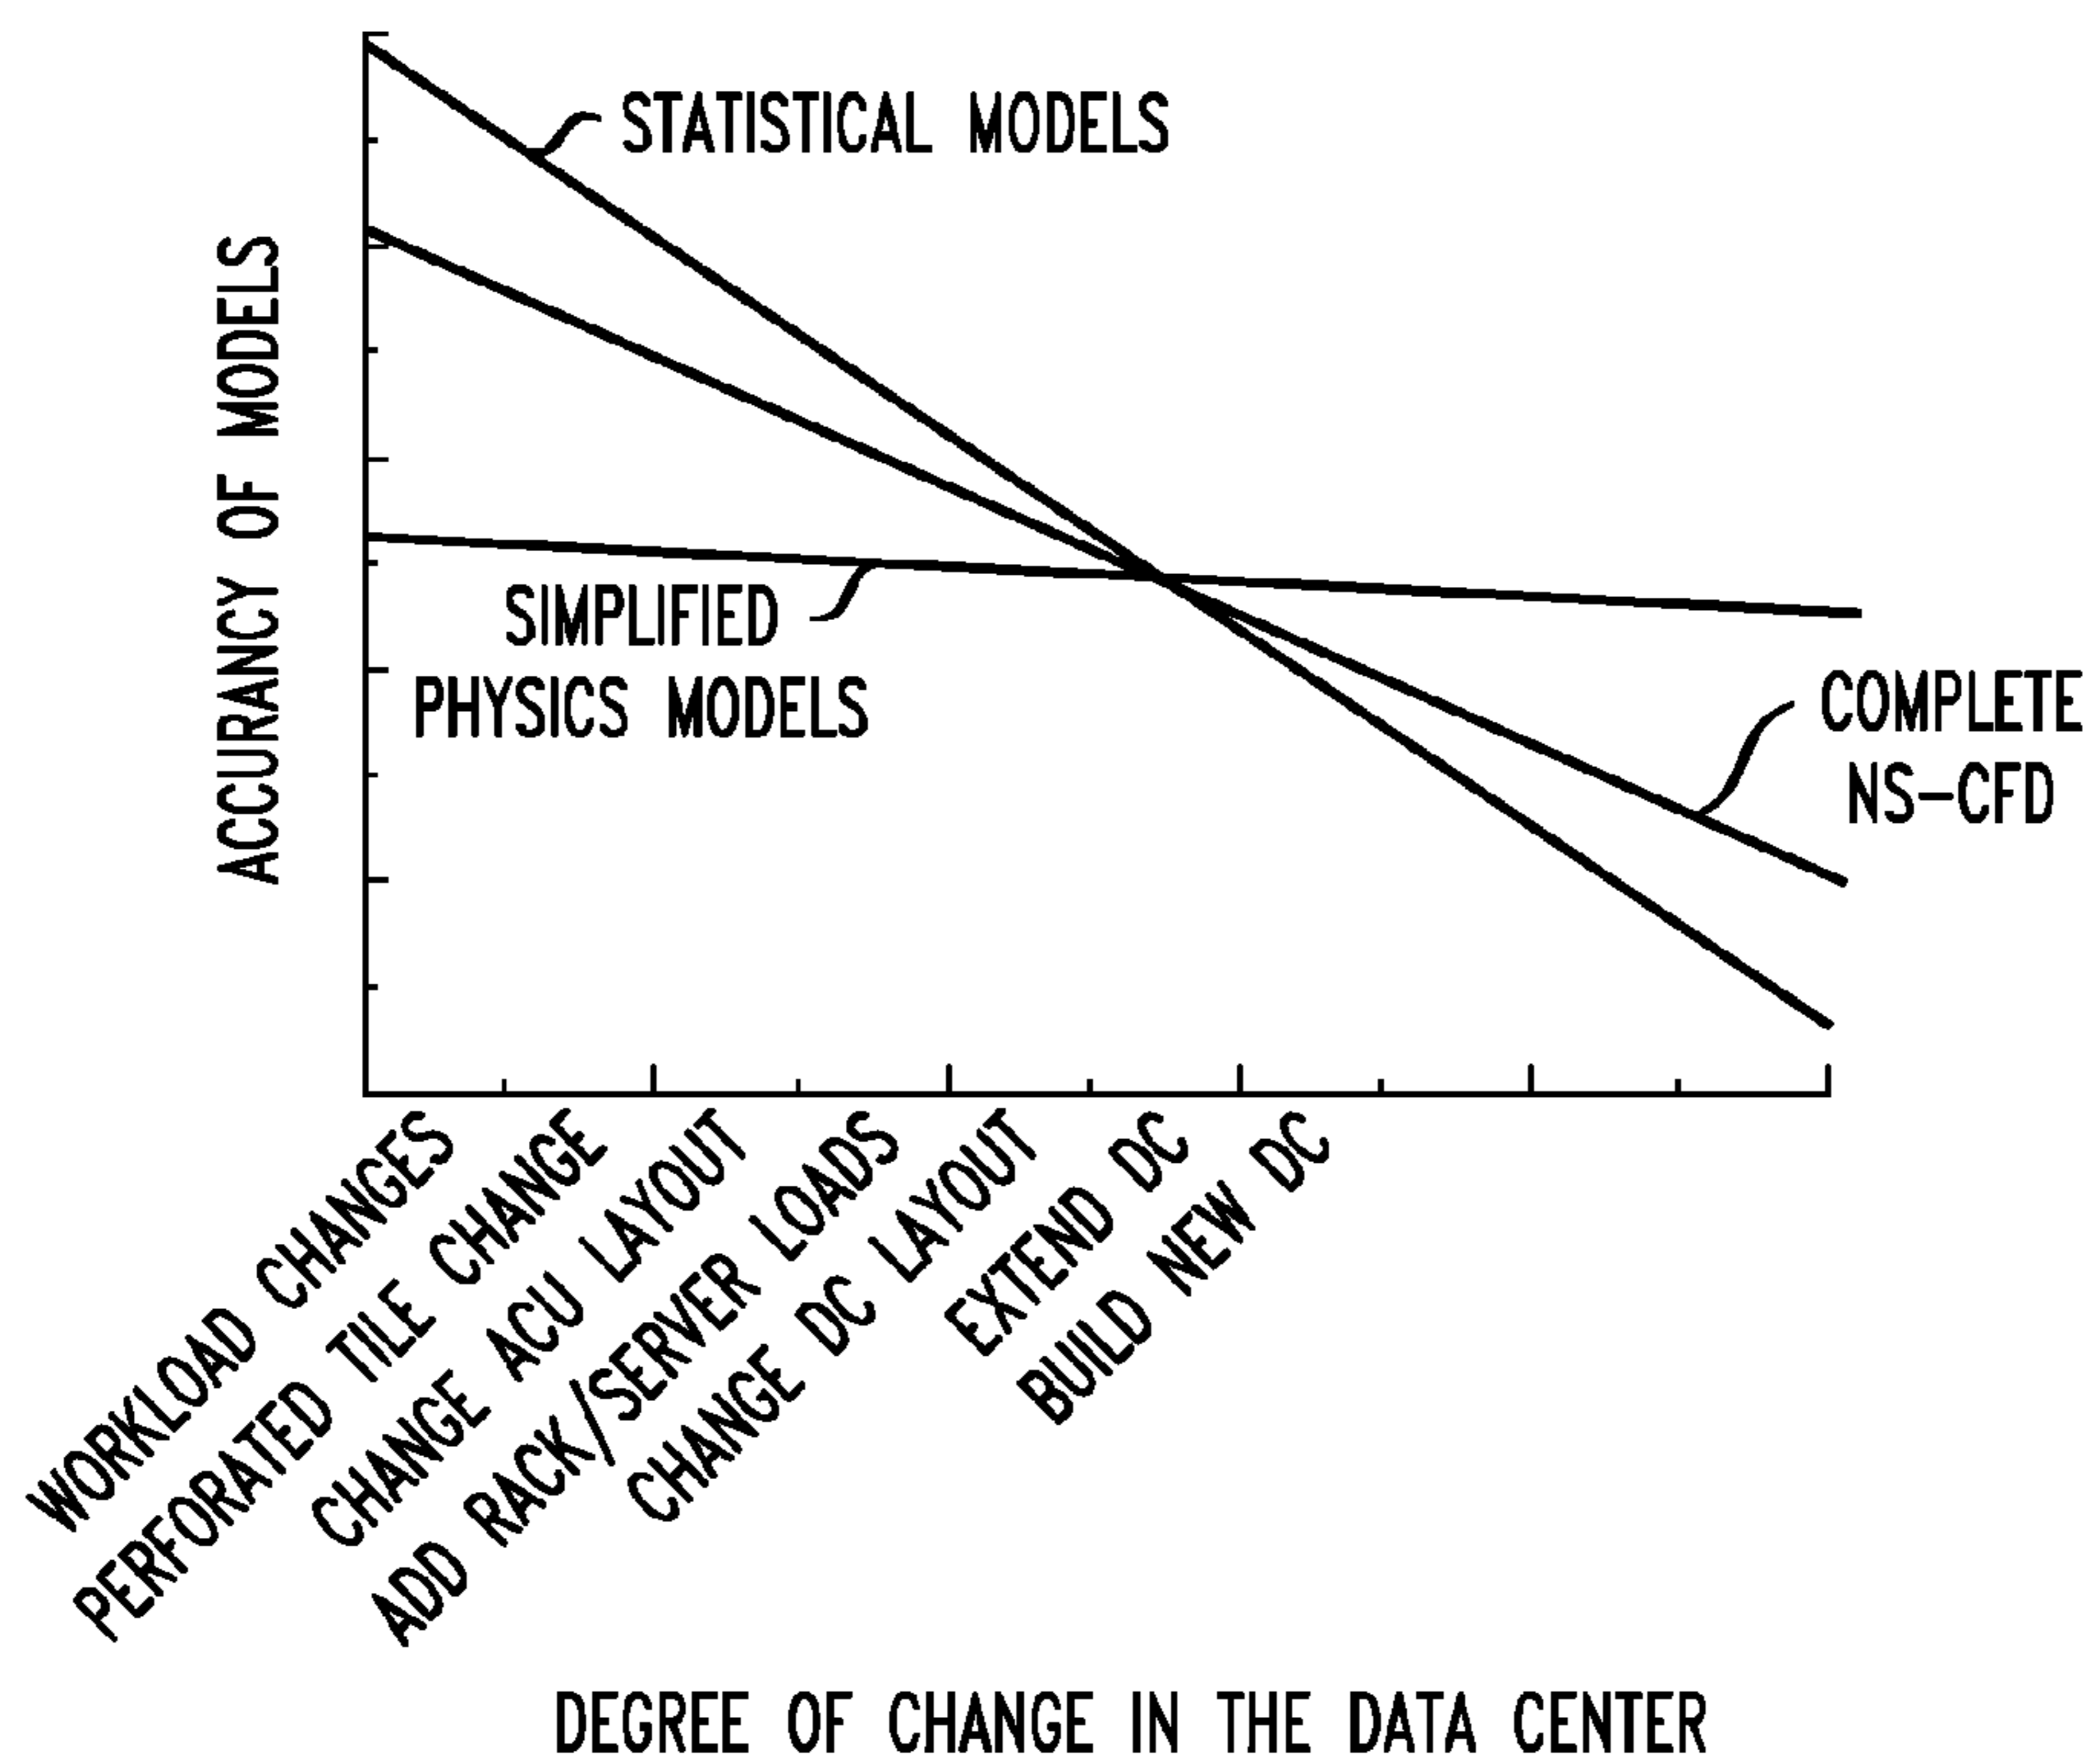 STATISTICAL MODELS
ACCURANCY OF MODELS
SIMPLIFIED
PHYSICS MODELS
COMPLETE
NS-CFD
WORKLOAD CHANGES
PERFORATED TILE CHANGE
CHANGE ACU LAYOUT
ADD RACK/SERVER LOADS
CHANGE DC LAYOUT
EXTEND DC
BUILD NEW DC
DEGREE OF CHANGE IN THE DATA CENTER